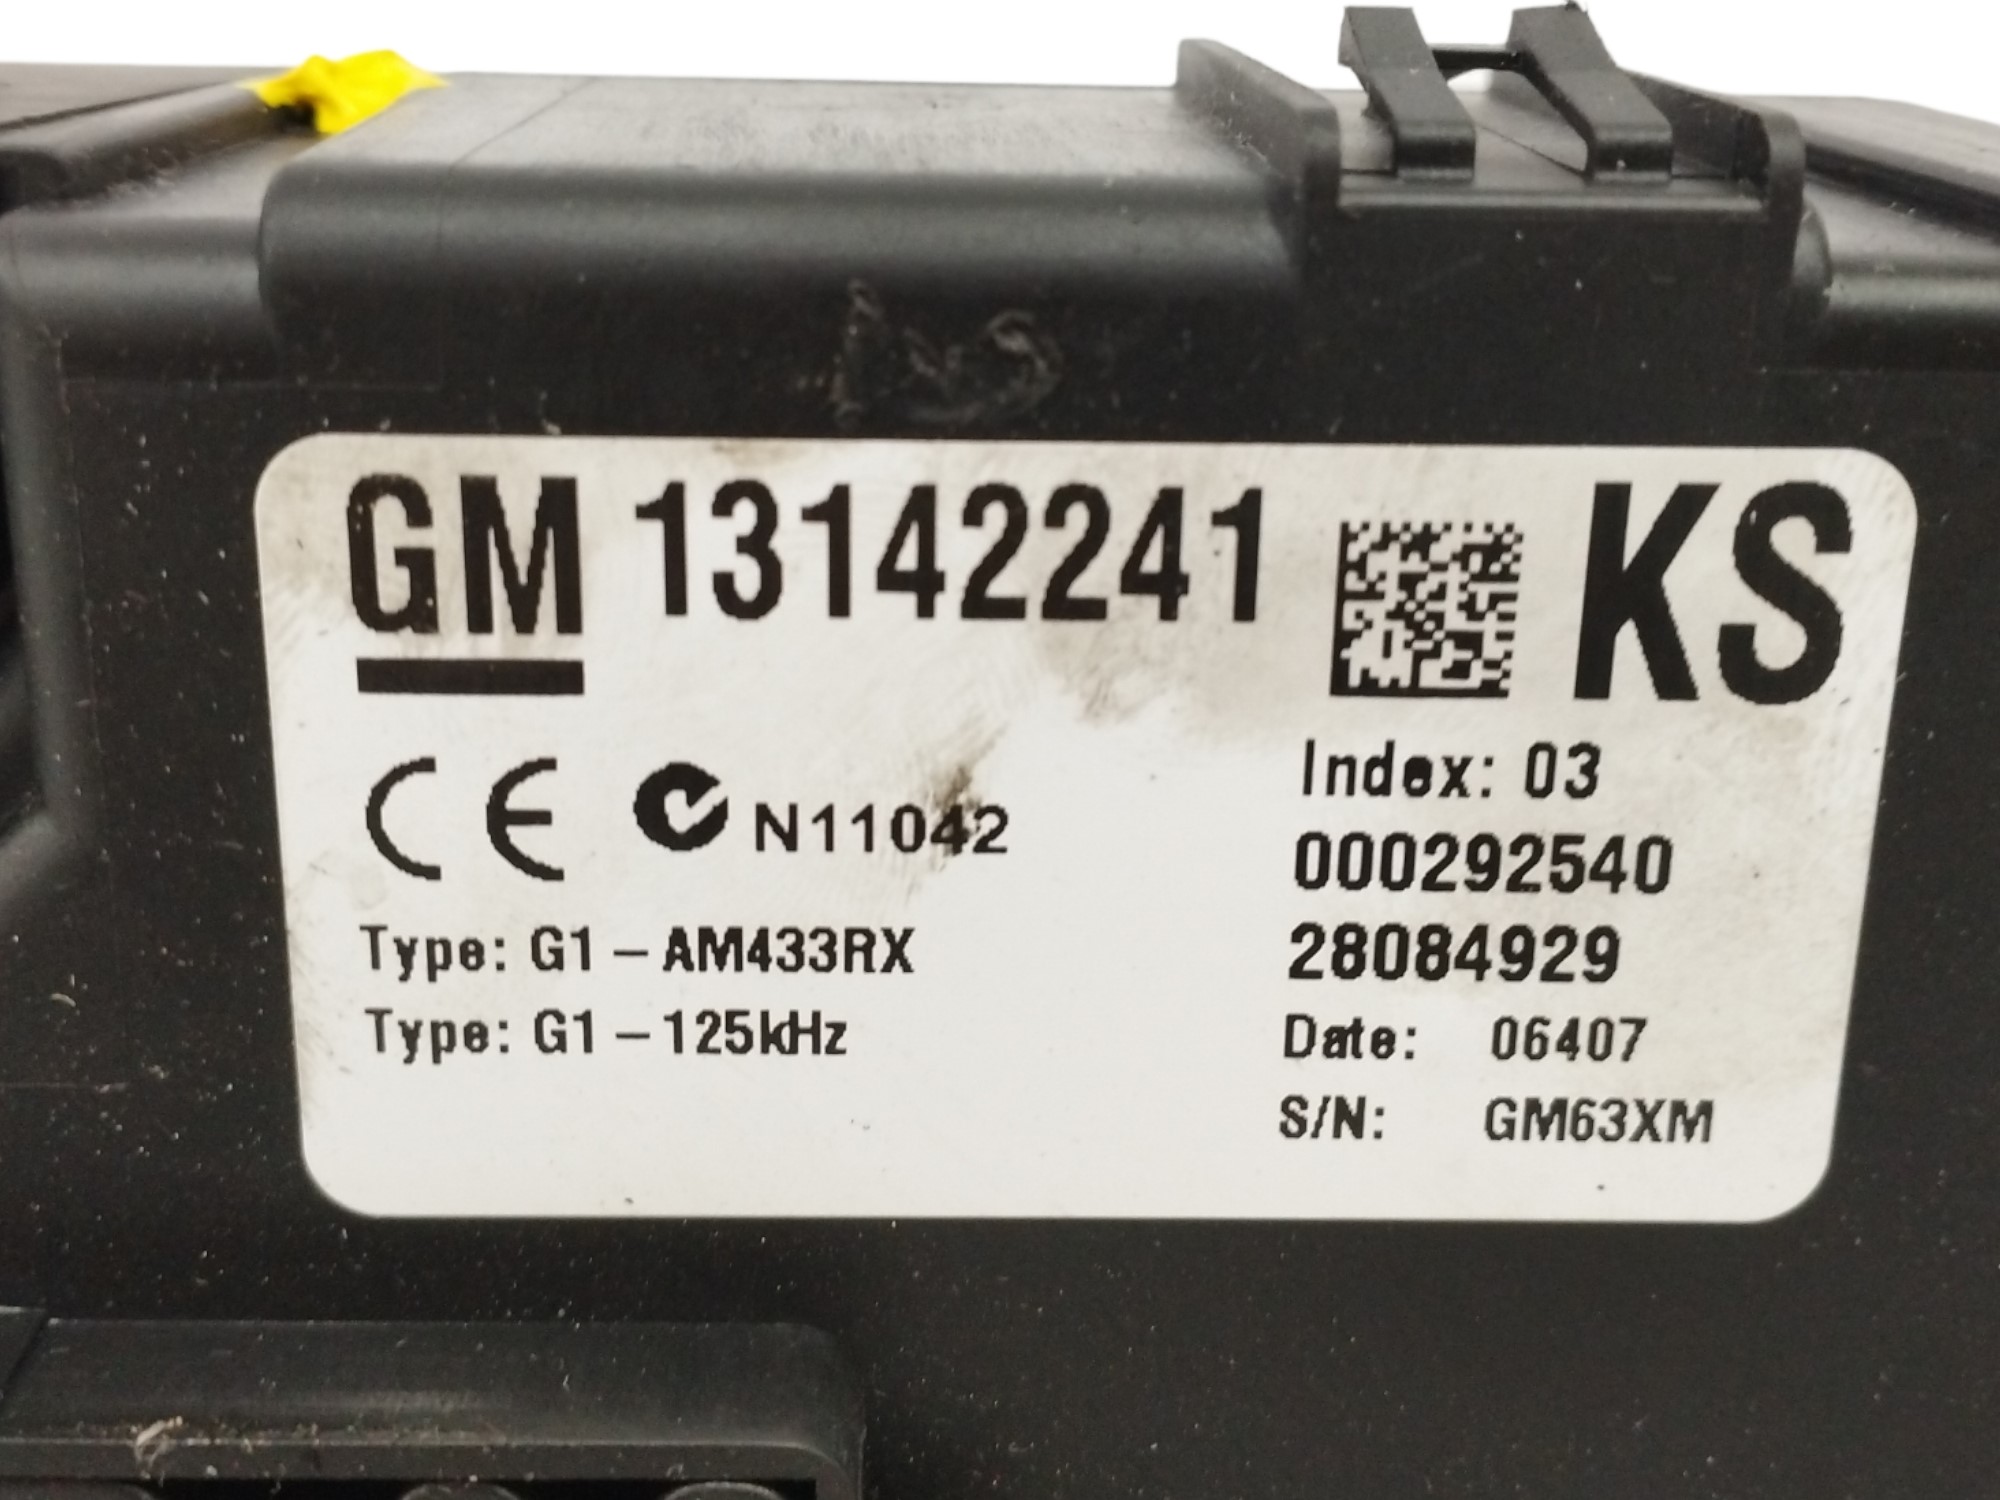 GM 13142241 KS
Index: 03
CE N11042
000292540
Type: G1 – AM433RX
28084929
Type: G1 – 125kHz
Date: 06407
S/N: GM63XM